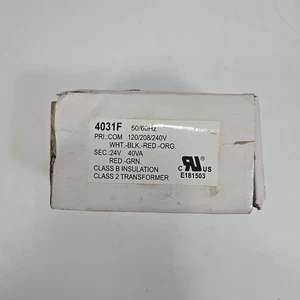 4031F 50/60HZ
PRI.:COM 120/208/240V
WHT.-BLK.-RED.-ORG.
SEC.:24V 40VA
RED.-GRN.
CLASS B INSULATION
CLASS 2 TRANSFORMER
C RU US
E181503